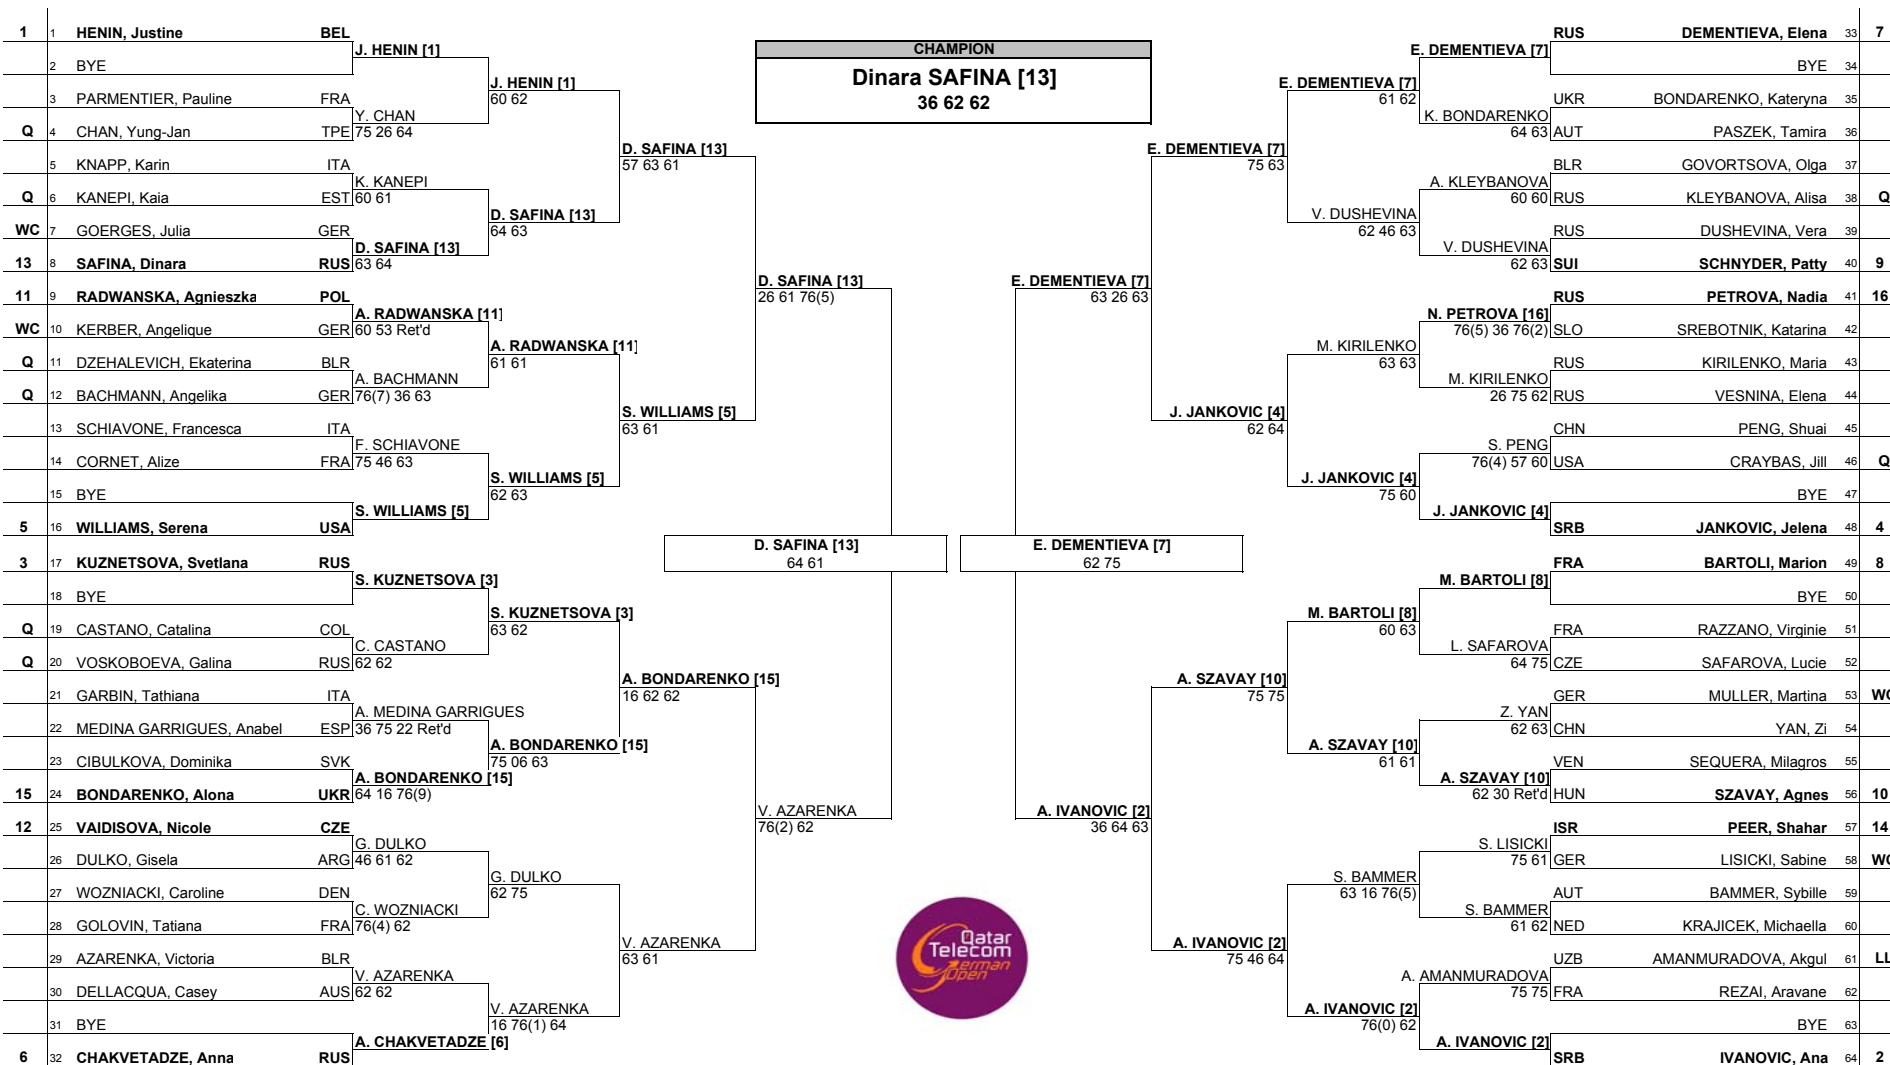 CHAMPION
Dinara SAFINA [13]
36 62 62
1 1 HENIN, Justine BEL
2 BYE
3 PARMENTIER, Pauline FRA
Q 4 CHAN, Yung-Jan TPE
5 KNAPP, Karin ITA
Q 6 KANEPI, Kaia EST
WC 7 GOERGES, Julia GER
13 8 SAFINA, Dinara RUS
11 9 RADWANSKA, Agnieszka POL
WC 10 KERBER, Angelique GER
Q 11 DZEHALEVICH, Ekaterina BLR
Q 12 BACHMANN, Angelika GER
13 SCHIAVONE, Francesca ITA
14 CORNET, Alize FRA
15 BYE
5 16 WILLIAMS, Serena USA
3 17 KUZNETSOVA, Svetlana RUS
18 BYE
Q 19 CASTANO, Catalina COL
Q 20 VOSKOBOEVA, Galina RUS
21 GARBIN, Tathiana ITA
22 MEDINA GARRIGUES, Anabel ESP
23 CIBULKOVA, Dominika SVK
15 24 BONDARENKO, Alona UKR
12 25 VAIDISOVA, Nicole CZE
26 DULKO, Gisela ARG
27 WOZNIACKI, Caroline DEN
28 GOLOVIN, Tatiana FRA
29 AZARENKA, Victoria BLR
30 DELLACQUA, Casey AUS
31 BYE
6 32 CHAKVETADZE, Anna RUS
J. HENIN [1]
Y. CHAN
75 26 64
K. KANEPI
60 61
D. SAFINA [13]
63 64
A. RADWANSKA [11]
60 53 Ret'd
A. BACHMANN
76(7) 36 63
F. SCHIAVONE
75 46 63
S. WILLIAMS [5]
S. KUZNETSOVA [3]
C. CASTANO
62 62
A. MEDINA GARRIGUES
36 75 22 Ret'd
A. BONDARENKO [15]
64 16 76(9)
G. DULKO
46 61 62
C. WOZNIACKI
76(4) 62
V. AZARENKA
62 62
A. CHAKVETADZE [6]
J. HENIN [1]
60 62
D. SAFINA [13]
64 63
A. RADWANSKA [11]
61 61
S. WILLIAMS [5]
62 63
S. KUZNETSOVA [3]
63 62
A. BONDARENKO [15]
75 06 63
G. DULKO
62 75
V. AZARENKA
16 76(1) 64
D. SAFINA [13]
57 63 61
S. WILLIAMS [5]
63 61
A. BONDARENKO [15]
16 62 62
V. AZARENKA
63 61
D. SAFINA [13]
26 61 76(5)
V. AZARENKA
76(2) 62
D. SAFINA [13]
64 61
E. DEMENTIEVA [7]
62 75
E. DEMENTIEVA [7]
63 26 63
A. IVANOVIC [2]
36 64 63
E. DEMENTIEVA [7]
75 63
J. JANKOVIC [4]
62 64
A. SZAVAY [10]
75 75
A. IVANOVIC [2]
75 46 64
E. DEMENTIEVA [7]
61 62
V. DUSHEVINA
62 46 63
M. KIRILENKO
63 63
J. JANKOVIC [4]
75 60
M. BARTOLI [8]
60 63
A. SZAVAY [10]
61 61
S. BAMMER
63 16 76(5)
A. IVANOVIC [2]
76(0) 62
E. DEMENTIEVA [7]
K. BONDARENKO
64 63
A. KLEYBANOVA
60 60
V. DUSHEVINA
62 63
N. PETROVA [16]
76(5) 36 76(2)
M. KIRILENKO
26 75 62
S. PENG
76(4) 57 60
J. JANKOVIC [4]
M. BARTOLI [8]
L. SAFAROVA
64 75
Z. YAN
62 63
A. SZAVAY [10]
62 30 Ret'd
S. LISICKI
75 61
S. BAMMER
61 62
A. AMANMURADOVA
75 75
A. IVANOVIC [2]
RUS DEMENTIEVA, Elena 33 7
BYE 34
UKR BONDARENKO, Kateryna 35
AUT PASZEK, Tamira 36
BLR GOVORTSOVA, Olga 37
RUS KLEYBANOVA, Alisa 38 Q
RUS DUSHEVINA, Vera 39
SUI SCHNYDER, Patty 40 9
RUS PETROVA, Nadia 41 16
SLO SREBOTNIK, Katarina 42
RUS KIRILENKO, Maria 43
RUS VESNINA, Elena 44
CHN PENG, Shuai 45
USA CRAYBAS, Jill 46 Q
BYE 47
SRB JANKOVIC, Jelena 48 4
FRA BARTOLI, Marion 49 8
BYE 50
FRA RAZZANO, Virginie 51
CZE SAFAROVA, Lucie 52
GER MULLER, Martina 53 WC
CHN YAN, Zi 54
VEN SEQUERA, Milagros 55
HUN SZAVAY, Agnes 56 10
ISR PEER, Shahar 57 14
GER LISICKI, Sabine 58 WC
AUT BAMMER, Sybille 59
NED KRAJICEK, Michaella 60
UZB AMANMURADOVA, Akgul 61 LL
FRA REZAI, Aravane 62
BYE 63
SRB IVANOVIC, Ana 64 2
Qatar
Telecom
German
Open